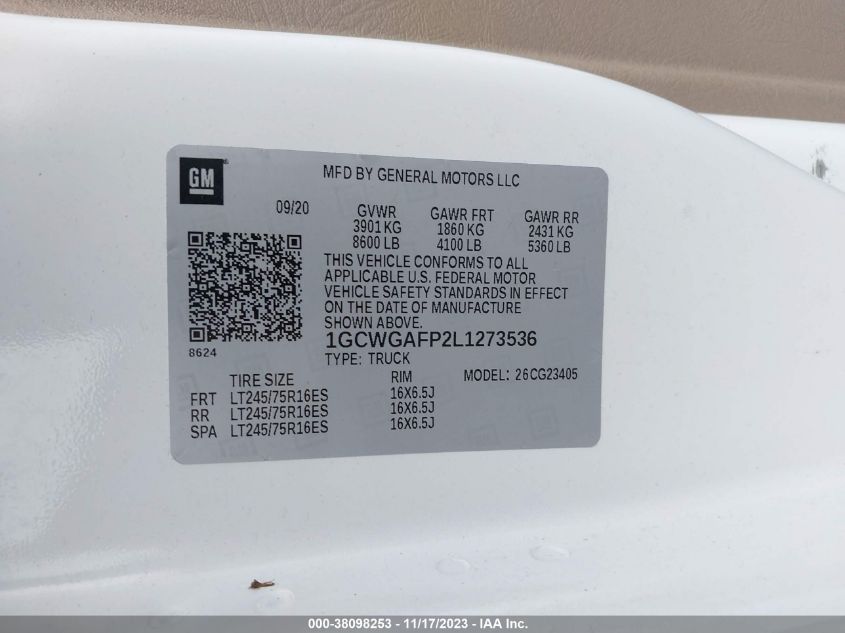 GM
MFD BY GENERAL MOTORS LLC
09/20
GVWR GAWR FRT GAWR RR
3901 KG 1860 KG 2431 KG
8600 LB 4100 LB 5360 LB
THIS VEHICLE CONFORMS TO ALL
APPLICABLE U.S. FEDERAL MOTOR
VEHICLE SAFETY STANDARDS IN EFFECT
ON THE DATE OF MANUFACTURE
SHOWN ABOVE.
8624
1GCWGAFP2L1273536
TYPE: TRUCK
TIRE SIZE RIM MODEL: 26CG23405
FRT LT245/75R16ES 16X6.5J
RR LT245/75R16ES 16X6.5J
SPA LT245/75R16ES 16X6.5J
000-38098253 - 11/17/2023 - IAA Inc.